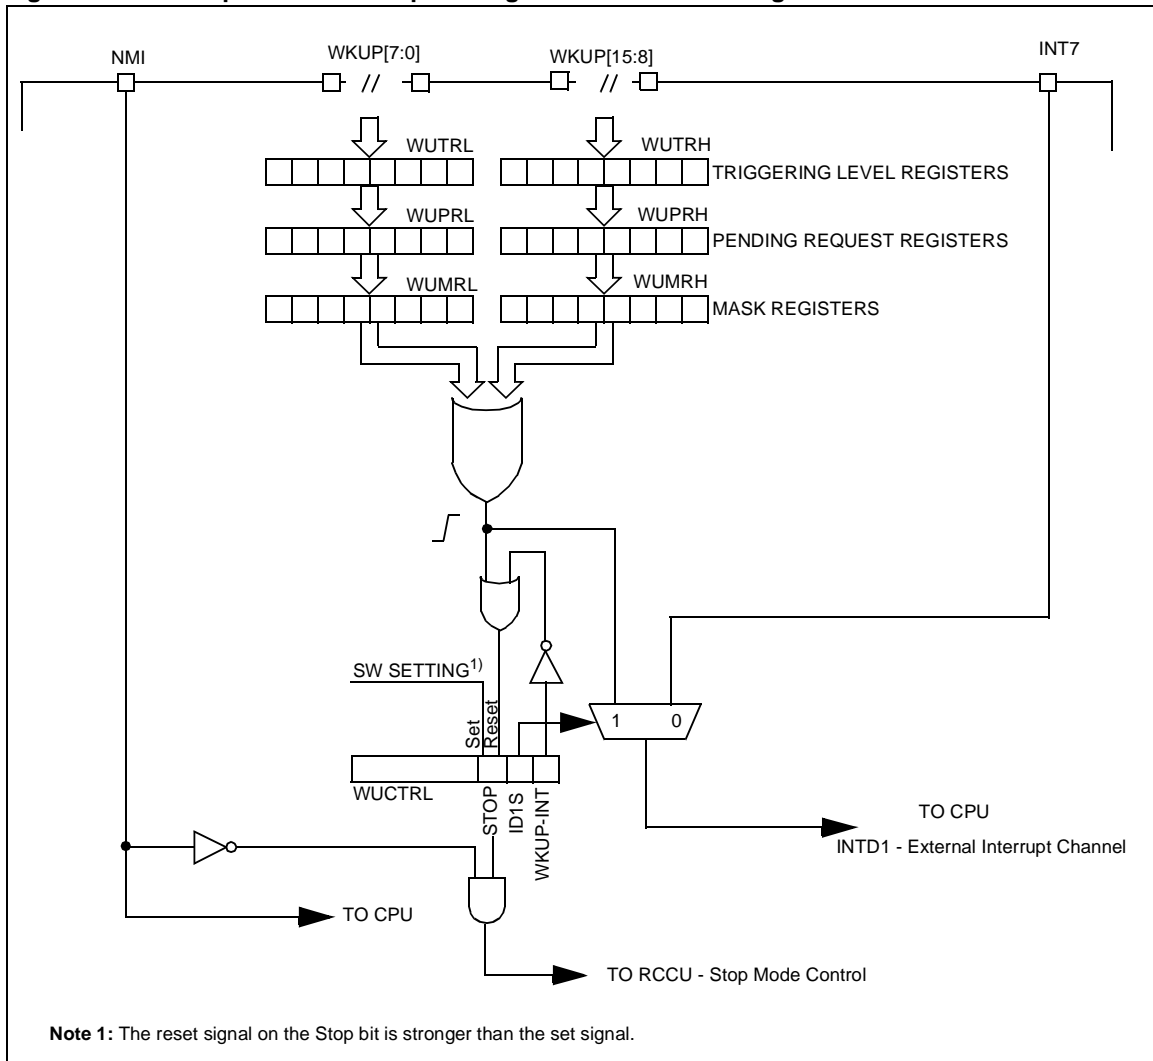 NMI
WKUP[7:0]
WKUP[15:8]
INT7
WUTRL
WUTRH
TRIGGERING LEVEL REGISTERS
WUPRL
WUPRH
PENDING REQUEST REGISTERS
WUMRL
WUMRH
MASK REGISTERS
SW SETTING1)
Set
Reset
1 0
WUCTRL
STOP
ID1S
WKUP-INT
TO CPU
INTD1 - External Interrupt Channel
TO CPU
TO RCCU - Stop Mode Control
Note 1: The reset signal on the Stop bit is stronger than the set signal.